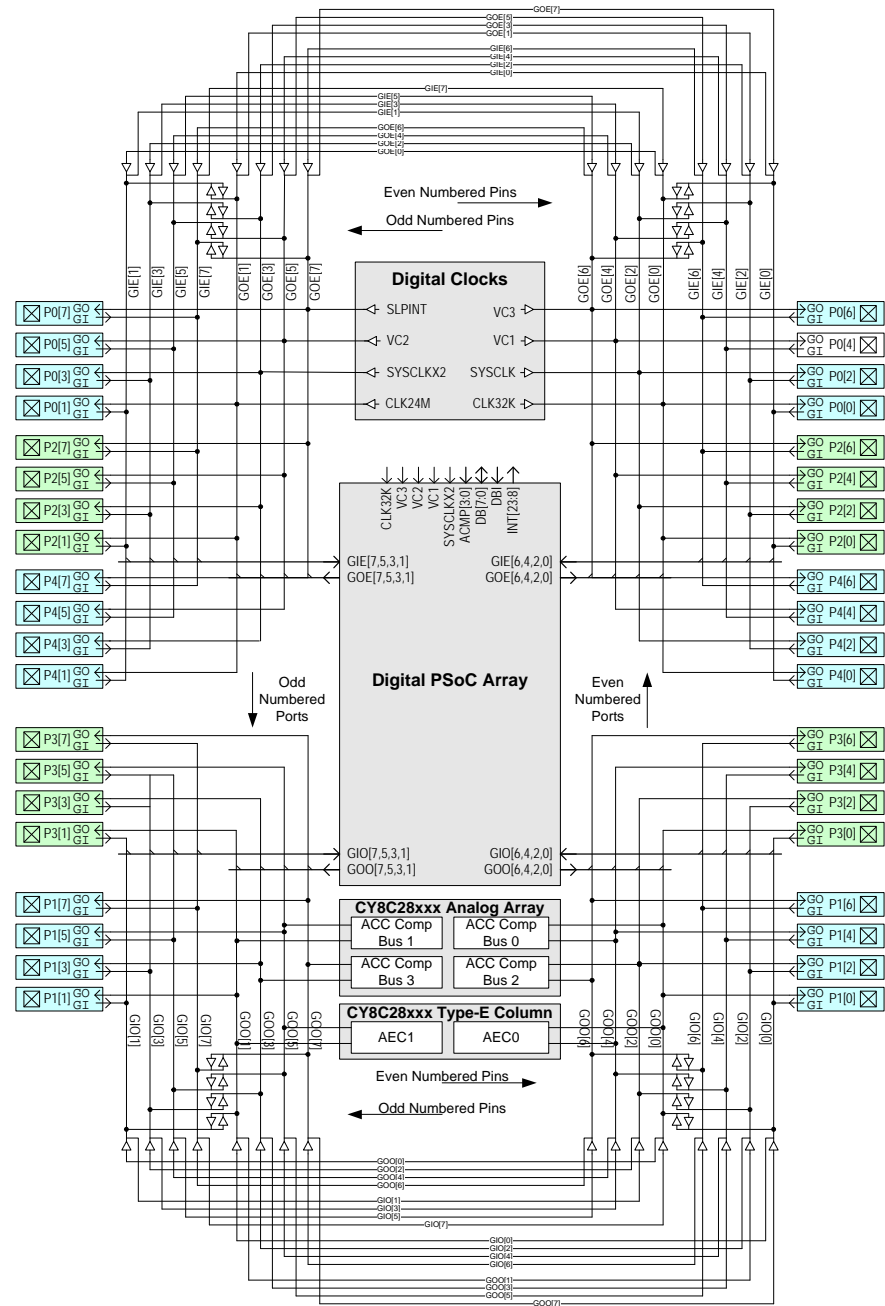 GOE[7]
GOE[5]
GOE[3]
GOE[1]
GIE[6]
GIE[4]
GIE[2]
GIE[0]
GIE[7]
GIE[5]
GIE[3]
GIE[1]
GOE[6]
GOE[4]
GOE[2]
GOE[0]
Even Numbered Pins
Odd Numbered Pins
GIE[1] GIE[3] GIE[5] GIE[7] GOE[1] GOE[3] GOE[5] GOE[7] GOE[6] GOE[4] GOE[2] GOE[0] GIE[6] GIE[4] GIE[2] GIE[0]
Digital Clocks
SLPINT VC3
VC2 VC1
SYSCLKX2 SYSCLK
CLK24M CLK32K
P0[7] GO GI
P0[5] GO GI
P0[3] GO GI
P0[1] GO GI
P2[7] GO GI
P2[5] GO GI
P2[3] GO GI
P2[1] GO GI
P4[7] GO GI
P4[5] GO GI
P4[3] GO GI
P4[1] GO GI
GO GI P0[6]
GO GI P0[4]
GO GI P0[2]
GO GI P0[0]
GO GI P2[6]
GO GI P2[4]
GO GI P2[2]
GO GI P2[0]
GO GI P4[6]
GO GI P4[4]
GO GI P4[2]
GO GI P4[0]
CLK32K
VC3
VC2
VC1
SYSCLKX2
ACMP[3:0]
DB[7:0]
DBI
INT[23:8]
GIE[7,5,3,1] GIE[6,4,2,0]
GOE[7,5,3,1] GOE[6,4,2,0]
Digital PSoC Array
Odd
Numbered
Ports
Even
Numbered
Ports
GIO[7,5,3,1] GIO[6,4,2,0]
GOO[7,5,3,1] GOO[6,4,2,0]
P3[7] GO GI
P3[5] GO GI
P3[3] GO GI
P3[1] GO GI
P1[7] GO GI
P1[5] GO GI
P1[3] GO GI
P1[1] GO GI
GO GI P3[6]
GO GI P3[4]
GO GI P3[2]
GO GI P3[0]
GO GI P1[6]
GO GI P1[4]
GO GI P1[2]
GO GI P1[0]
CY8C28xxx Analog Array
ACC Comp
Bus 1
ACC Comp
Bus 0
ACC Comp
Bus 3
ACC Comp
Bus 2
CY8C28xxx Type-E Column
AEC1 AEC0
GIO[1] GIO[3] GIO[5] GIO[7] GOO[1] GOO[3] GOO[5] GOO[7] GOO[6] GOO[4] GOO[2] GOO[0] GIO[6] GIO[4] GIO[2] GIO[0]
Even Numbered Pins
Odd Numbered Pins
GOO[0]
GOO[2]
GOO[4]
GOO[6]
GIO[1]
GIO[3]
GIO[5]
GIO[7]
GIO[0]
GIO[2]
GIO[4]
GIO[6]
GOO[1]
GOO[3]
GOO[5]
GOO[7]